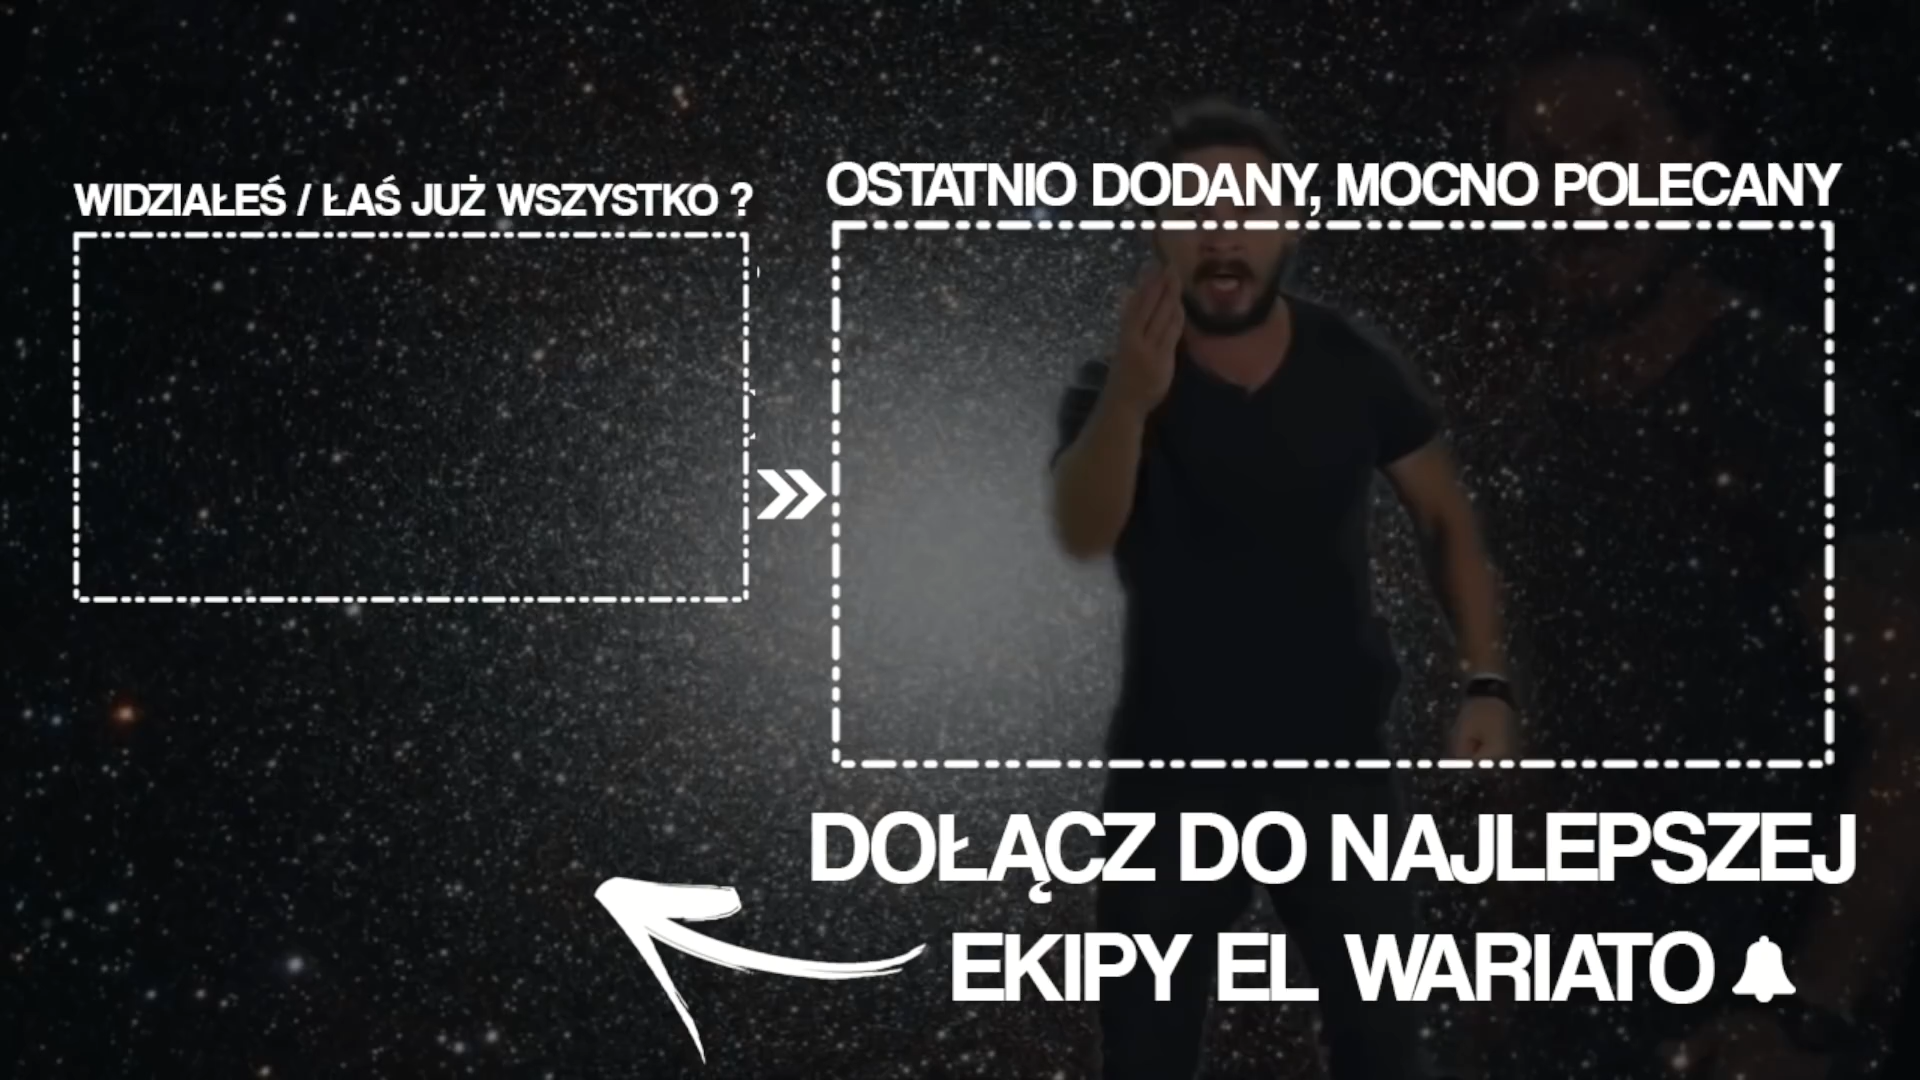 WIDZIAŁEŚ / ŁAŚ JUŻ WSZYSTKO ?
OSTATNIO DODANY, MOCNO POLECANY
DOŁĄCZ DO NAJLEPSZEJ
EKIPY EL WARIATO